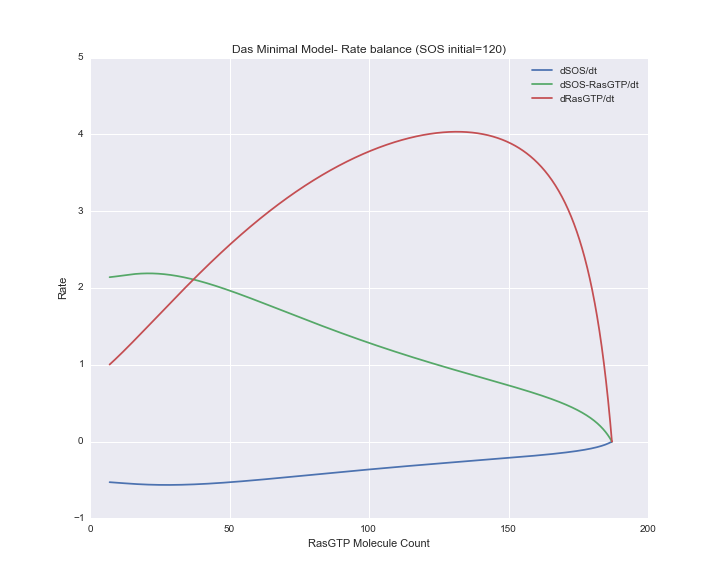 Das Minimal Model- Rate balance (SOS initial=120)
5
4
3
2
1
0
−1
Rate
dSOS/dt
dSOS-RasGTP/dt
dRasGTP/dt
0 50 100 150 200
RasGTP Molecule Count